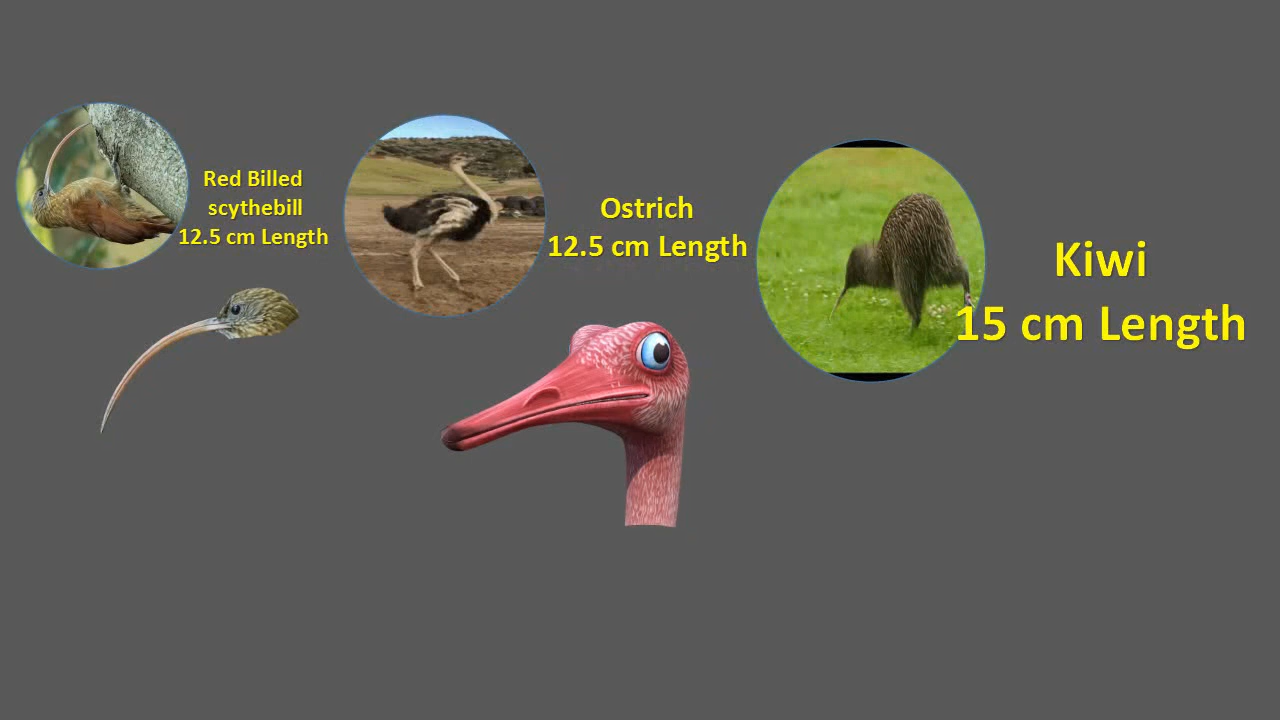 Red Billed
scythebill
12.5 cm Length
Ostrich
12.5 cm Length
Kiwi
15 cm Length